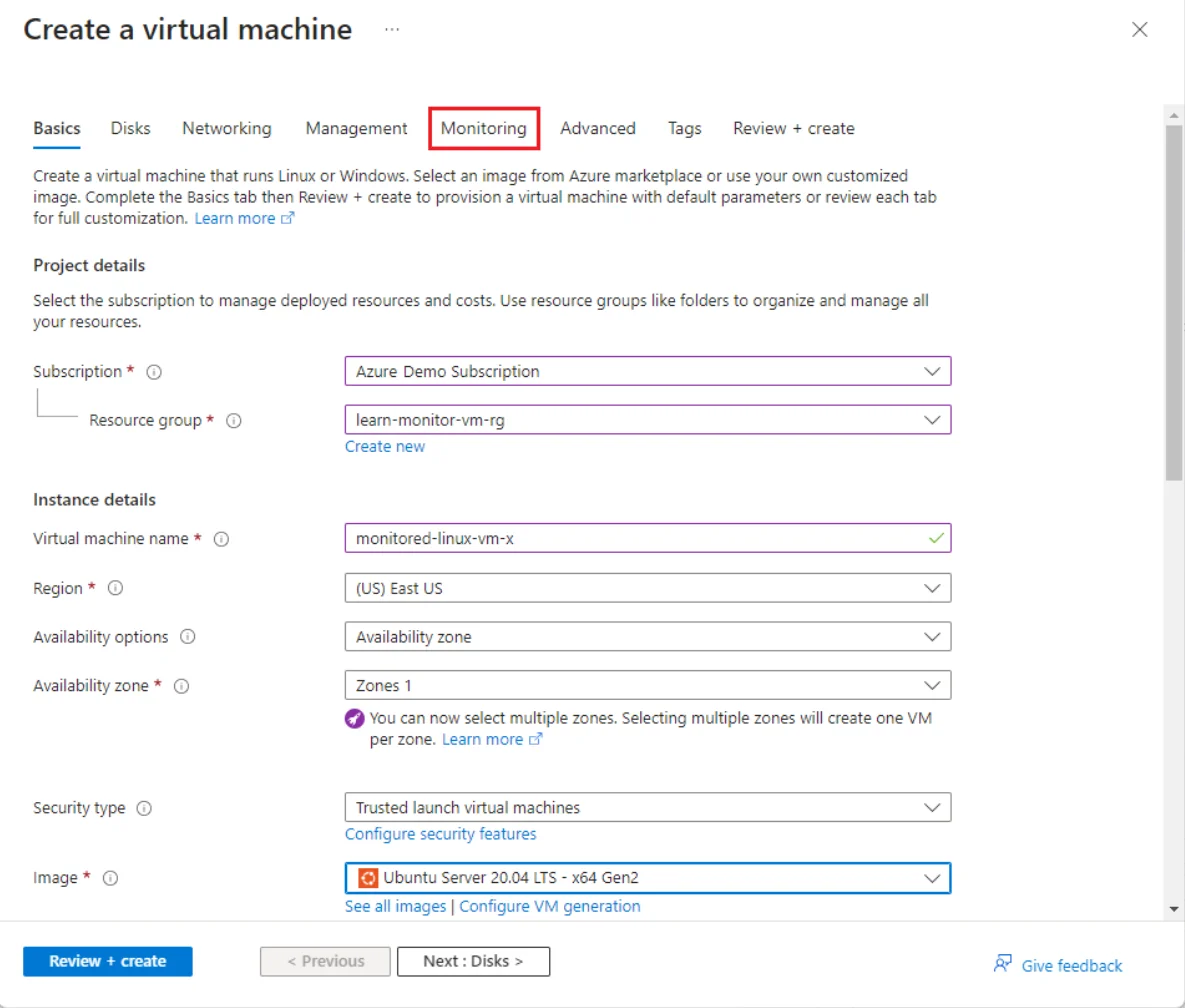 Create a virtual machine ...
Basics Disks Networking Management Monitoring Advanced Tags Review + create
Create a virtual machine that runs Linux or Windows. Select an image from Azure marketplace or use your own customized
image. Complete the Basics tab then Review + create to provision a virtual machine with default parameters or review each tab
for full customization. Learn more
Project details
Select the subscription to manage deployed resources and costs. Use resource groups like folders to organize and manage all
your resources.
Subscription * Azure Demo Subscription
Resource group * learn-monitor-vm-rg
Create new
Instance details
Virtual machine name * monitored-linux-vm-x
Region * (US) East US
Availability options Availability zone
Availability zone * Zones 1
You can now select multiple zones. Selecting multiple zones will create one VM
per zone. Learn more
Security type Trusted launch virtual machines
Configure security features
Image * Ubuntu Server 20.04 LTS - x64 Gen2
See all images | Configure VM generation
Review + create < Previous Next : Disks > Give feedback